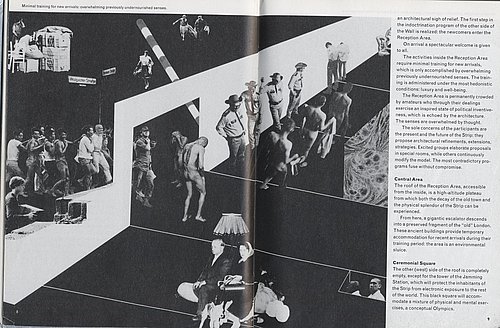 Minimal training for new arrivals: overwhelming previously undernourished senses.
an architectural sigh of relief. The first step in
the indoctrination program of the other side of
the Wall is realized: the newcomers enter the
Reception Area.
On arrival a spectacular welcome is given
to all.
The activities inside the Reception Area
require minimal training for new arrivals,
which is only accomplished by overwhelming
previously undernourished senses. The train-
ing is administered under the most hedonistic
conditions: luxury and well-being.
The Reception Area is permanently crowded
by amateurs who through their dealings
exercise an inspired state of political inventive-
ness, which is echoed by the architecture.
The senses are overwhelmed by thought.
The sole concerns of the participants are
the present and the future of the Strip: they
propose architectural refinements, extensions,
strategies. Excited groups elaborate proposals
in special rooms, while others continuously
modify the model. The most contradictory pro-
grams fuse without compromise.
Central Area
The roof of the Reception Area, accessible
from the inside, is a high-altitude plateau
from which both the decay of the old town and
the physical splendor of the Strip can be
experienced.
From here, a gigantic escalator descends
into a preserved fragment of the "old" London.
These ancient buildings provide temporary
accommodation for recent arrivals during their
training period: the area is an environmental
sluice.
Ceremonial Square
The other (west) side of the roof is completely
empty, except for the tower of the Jamming
Station, which will protect the inhabitants of
the Strip from electronic exposure to the rest
of the world. This black square will accom-
modate a mixture of physical and mental exer-
cises, a conceptual Olympics.